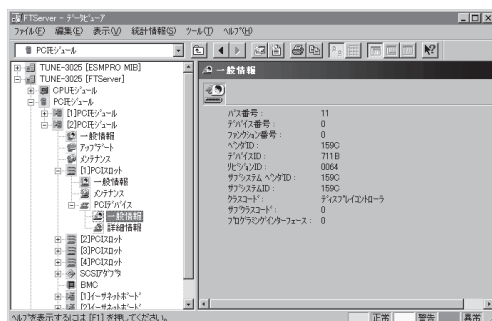 FTServer - データビューア
ファイル(F) 編集(E) 表示(V) 統計情報(S) ツール(T) ヘルプ(H)
PCIモジュール
TUNE-3025 [ESMPRO MIB]
TUNE-3025 [FTServer]
CPUモジュール
PCIモジュール
[1]PCIモジュール
[2]PCIモジュール
一般情報
アップデート
メンテナンス
[1]PCIスロット
一般情報
メンテナンス
PCIデバイス
一般情報
詳細情報
[2]PCIスロット
[3]PCIスロット
[4]PCIスロット
SCSIアダプタ
BMC
[1]イーサネットボード
[2]イーサネットボード
一般情報
バス番号: 11
デバイス番号: 0
ファンクション番号: 0
ベンダID: 159C
デバイスID: 711B
リビジョンID: 0064
サブシステム ベンダID: 159C
サブシステムID: 159C
クラスコード: ディスプレイコントローラ
サブクラスコード: 0
プログラミングインターフェース: 0
ヘルプを表示するには [F1] を押してください。
正常 警告 異常